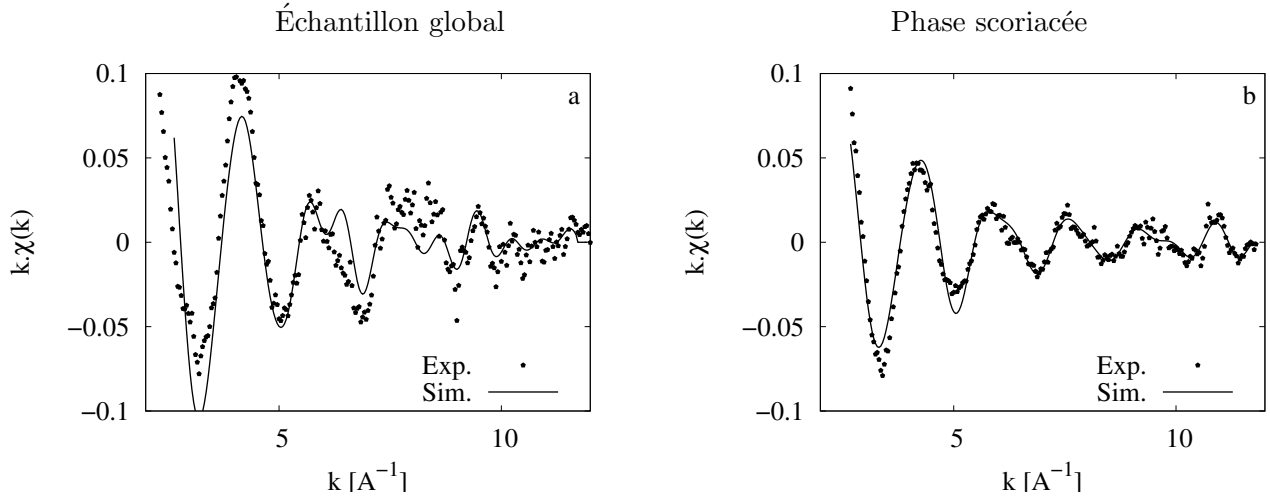 Échantillon global
Phase scoriacée
0.1
a
0.05
0
−0.05
−0.1
k.χ(k)
Exp.
Sim.
5
10
k [A⁻¹]
0.1
b
0.05
0
−0.05
−0.1
k.χ(k)
Exp.
Sim.
5
10
k [A⁻¹]